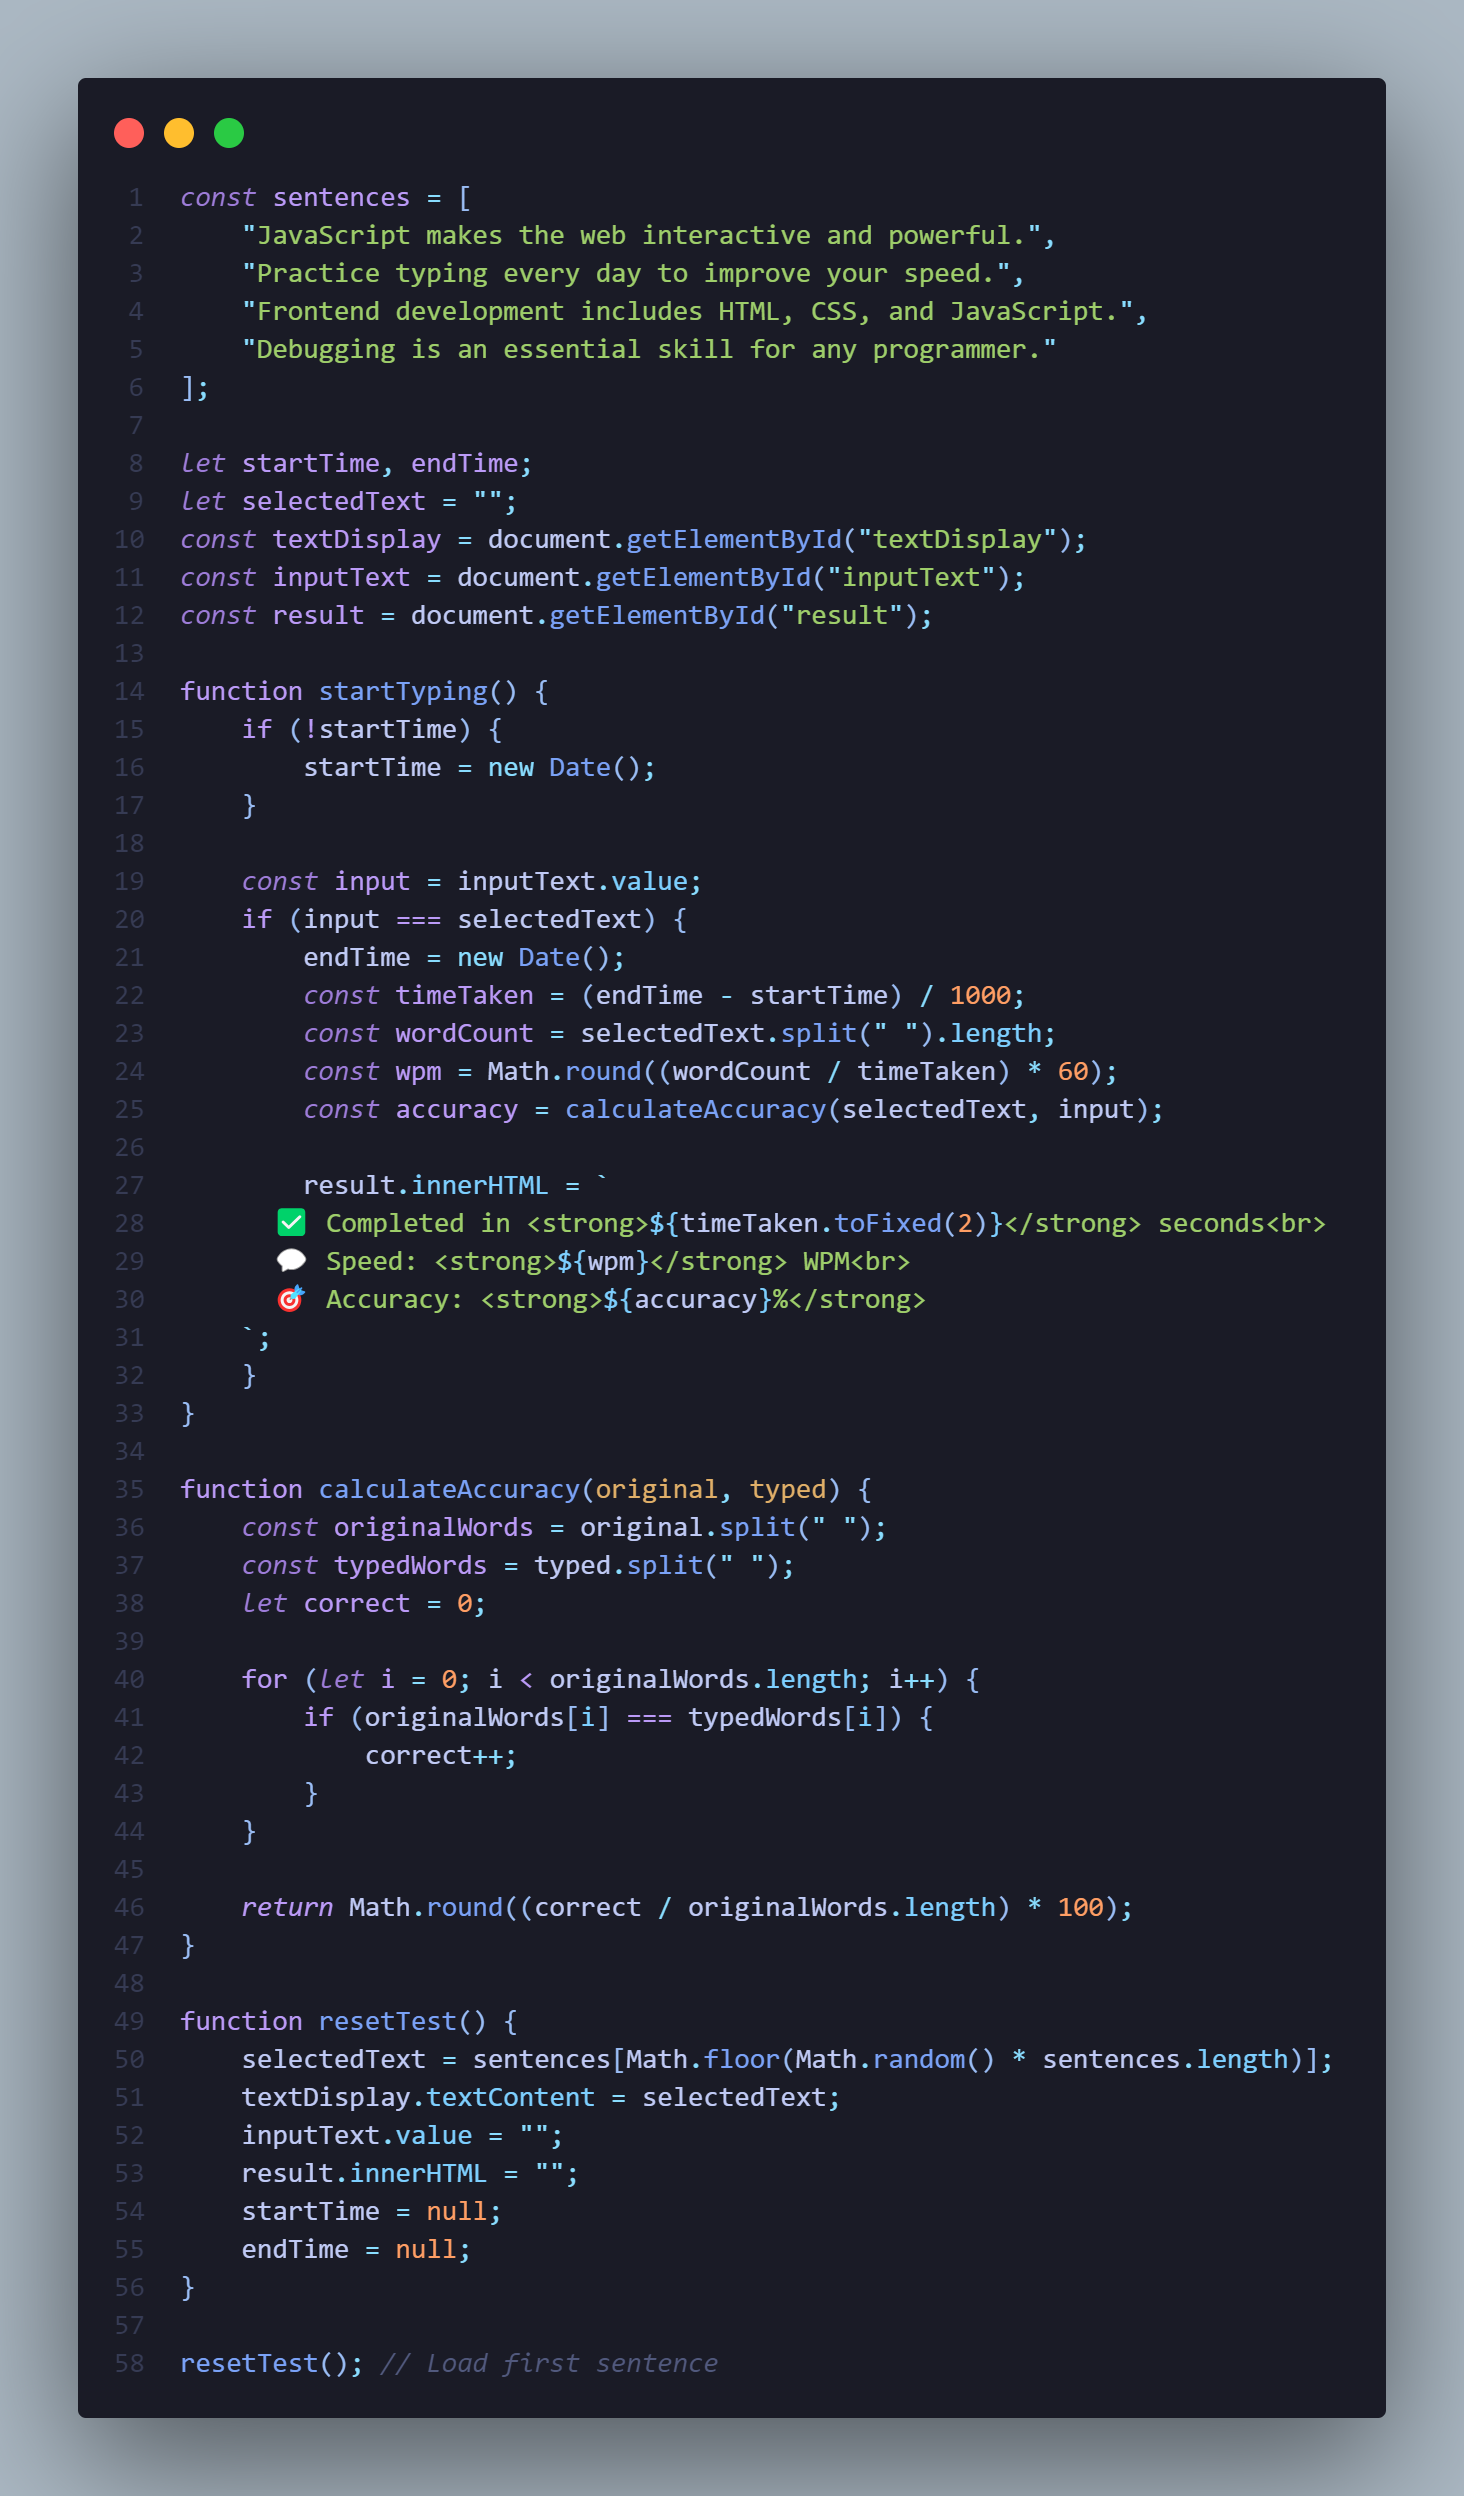 1 const sentences = [
2     "JavaScript makes the web interactive and powerful.",
3     "Practice typing every day to improve your speed.",
4     "Frontend development includes HTML, CSS, and JavaScript.",
5     "Debugging is an essential skill for any programmer."
6 ];
7
8 let startTime, endTime;
9 let selectedText = "";
10 const textDisplay = document.getElementById("textDisplay");
11 const inputText = document.getElementById("inputText");
12 const result = document.getElementById("result");
13
14 function startTyping() {
15     if (!startTime) {
16         startTime = new Date();
17     }
18
19     const input = inputText.value;
20     if (input === selectedText) {
21         endTime = new Date();
22         const timeTaken = (endTime - startTime) / 1000;
23         const wordCount = selectedText.split(" ").length;
24         const wpm = Math.round((wordCount / timeTaken) * 60);
25         const accuracy = calculateAccuracy(selectedText, input);
26
27         result.innerHTML = `
28       ✅ Completed in <strong>${timeTaken.toFixed(2)}</strong> seconds<br>
29       💬 Speed: <strong>${wpm}</strong> WPM<br>
30       🎯 Accuracy: <strong>${accuracy}%</strong>
31     `;
32     }
33 }
34
35 function calculateAccuracy(original, typed) {
36     const originalWords = original.split(" ");
37     const typedWords = typed.split(" ");
38     let correct = 0;
39
40     for (let i = 0; i < originalWords.length; i++) {
41         if (originalWords[i] === typedWords[i]) {
42             correct++;
43         }
44     }
45
46     return Math.round((correct / originalWords.length) * 100);
47 }
48
49 function resetTest() {
50     selectedText = sentences[Math.floor(Math.random() * sentences.length)];
51     textDisplay.textContent = selectedText;
52     inputText.value = "";
53     result.innerHTML = "";
54     startTime = null;
55     endTime = null;
56 }
57
58 resetTest(); // Load first sentence